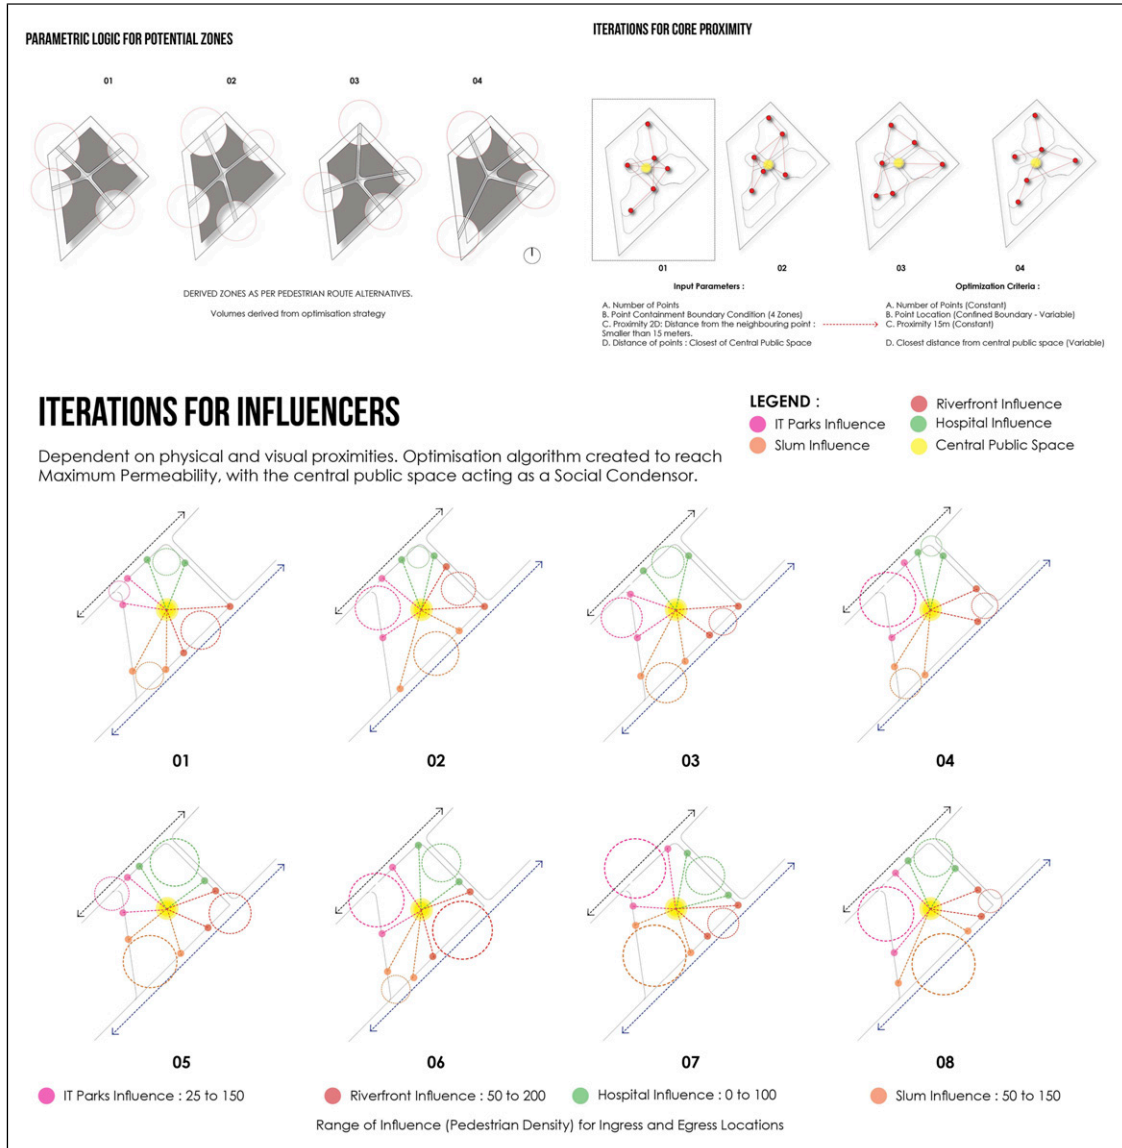 PARAMETRIC LOGIC FOR POTENTIAL ZONES
01
02
03
04
DERIVED ZONES AS PER PEDESTRIAN ROUTE ALTERNATIVES.
Volumes derived from optimisation strategy
ITERATIONS FOR CORE PROXIMITY
01
02
03
04
Input Parameters :
A. Number of Points
B. Point Containment Boundary Condition (4 Zones)
C. Proximity 2D: Distance from the neighbouring point :
Smaller than 15 meters.
D. Distance of points : Closest of Central Public Space
Optimization Criteria :
A. Number of Points (Constant)
B. Point Location (Confined Boundary - Variable)
C. Proximity 15m (Constant)
D. Closest distance from central public space (Variable)
ITERATIONS FOR INFLUENCERS
Dependent on physical and visual proximities. Optimisation algorithm created to reach
Maximum Permeability, with the central public space acting as a Social Condensor.
LEGEND :
IT Parks Influence
Slum Influence
Riverfront Influence
Hospital Influence
Central Public Space
01
02
03
04
05
06
07
08
IT Parks Influence : 25 to 150
Riverfront Influence : 50 to 200
Hospital Influence : 0 to 100
Slum Influence : 50 to 150
Range of Influence (Pedestrian Density) for Ingress and Egress Locations